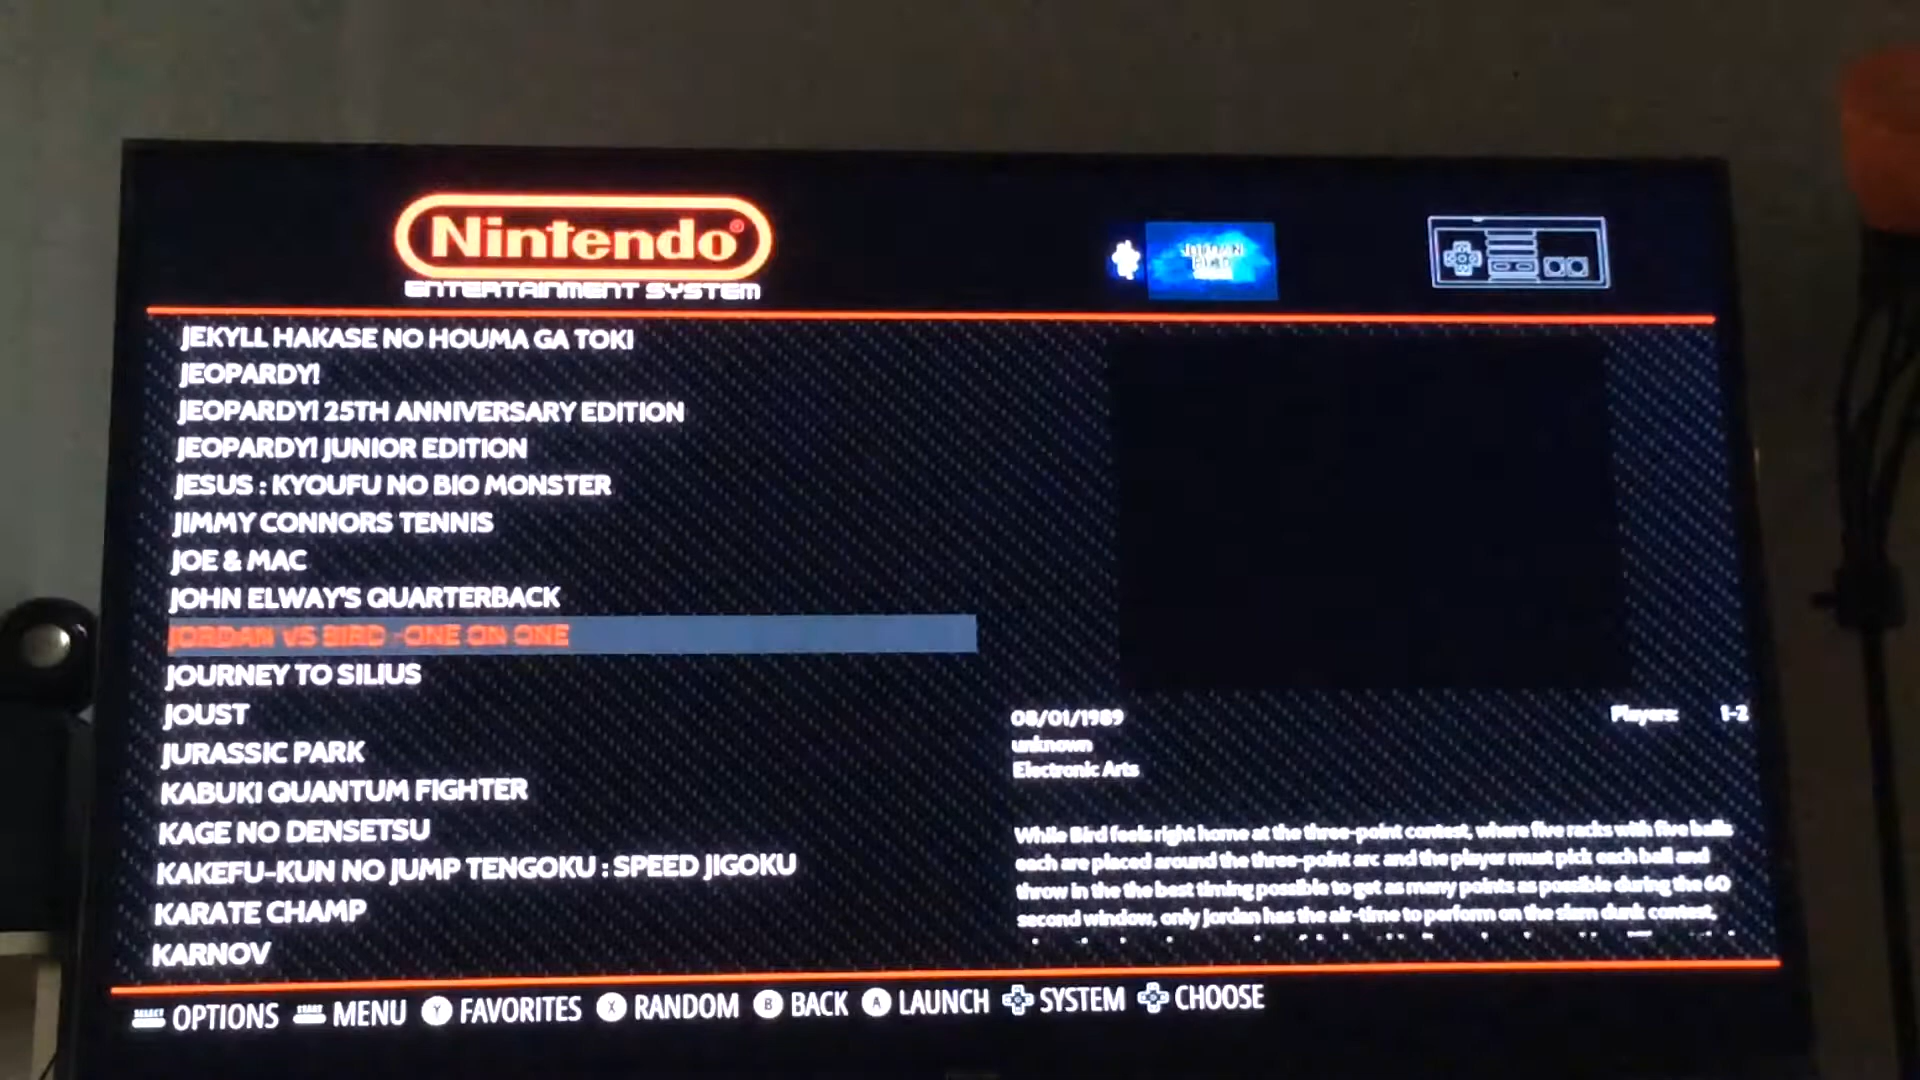 Nintendo®
ENTERTAINMENT SYSTEM
JEKYLL HAKASE NO HOUMA GA TOKI
JEOPARDY!
JEOPARDY! 25TH ANNIVERSARY EDITION
JEOPARDY! JUNIOR EDITION
JESUS : KYOUFU NO BIO MONSTER
JIMMY CONNORS TENNIS
JOE & MAC
JOHN ELWAY'S QUARTERBACK
JORDAN VS BIRD - ONE ON ONE
JOURNEY TO SILIUS
JOUST
JURASSIC PARK
KABUKI QUANTUM FIGHTER
KAGE NO DENSETSU
KAKEFU-KUN NO JUMP TENGOKU : SPEED JIGOKU
KARATE CHAMP
KARNOV
08/01/1989
Players: 1-2
unknown
Electronic Arts
While Bird feels right home at the three-point contest, where five racks with five balls
each are placed around the three-point arc and the player must pick each ball and
throw in the the best timing possible to get as many points as possible during the 60
second window, only Jordan has the air-time to perform on the slam dunk contest,
SELECT OPTIONS START MENU Y FAVORITES X RANDOM B BACK A LAUNCH SYSTEM CHOOSE